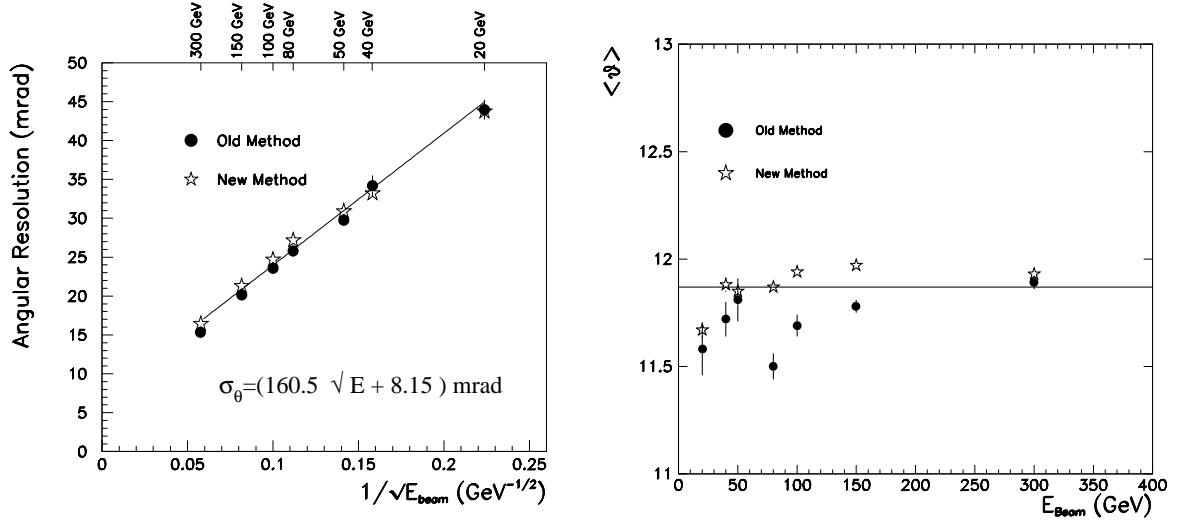 300 GeV
150 GeV
100 GeV
80 GeV
50 GeV
40 GeV
20 GeV
50
45
40
35
30
25
20
15
10
5
0
Angular Resolution (mrad)
Old Method
New Method
σθ=(160.5 √ E + 8.15 ) mrad
0 0.05 0.1 0.15 0.2 0.25
1/√Ebeam (GeV-1/2)
<ϑ>
13
12.5
12
11.5
11
Old Method
New Method
0 50 100 150 200 250 300 350 400
EBeam (GeV)